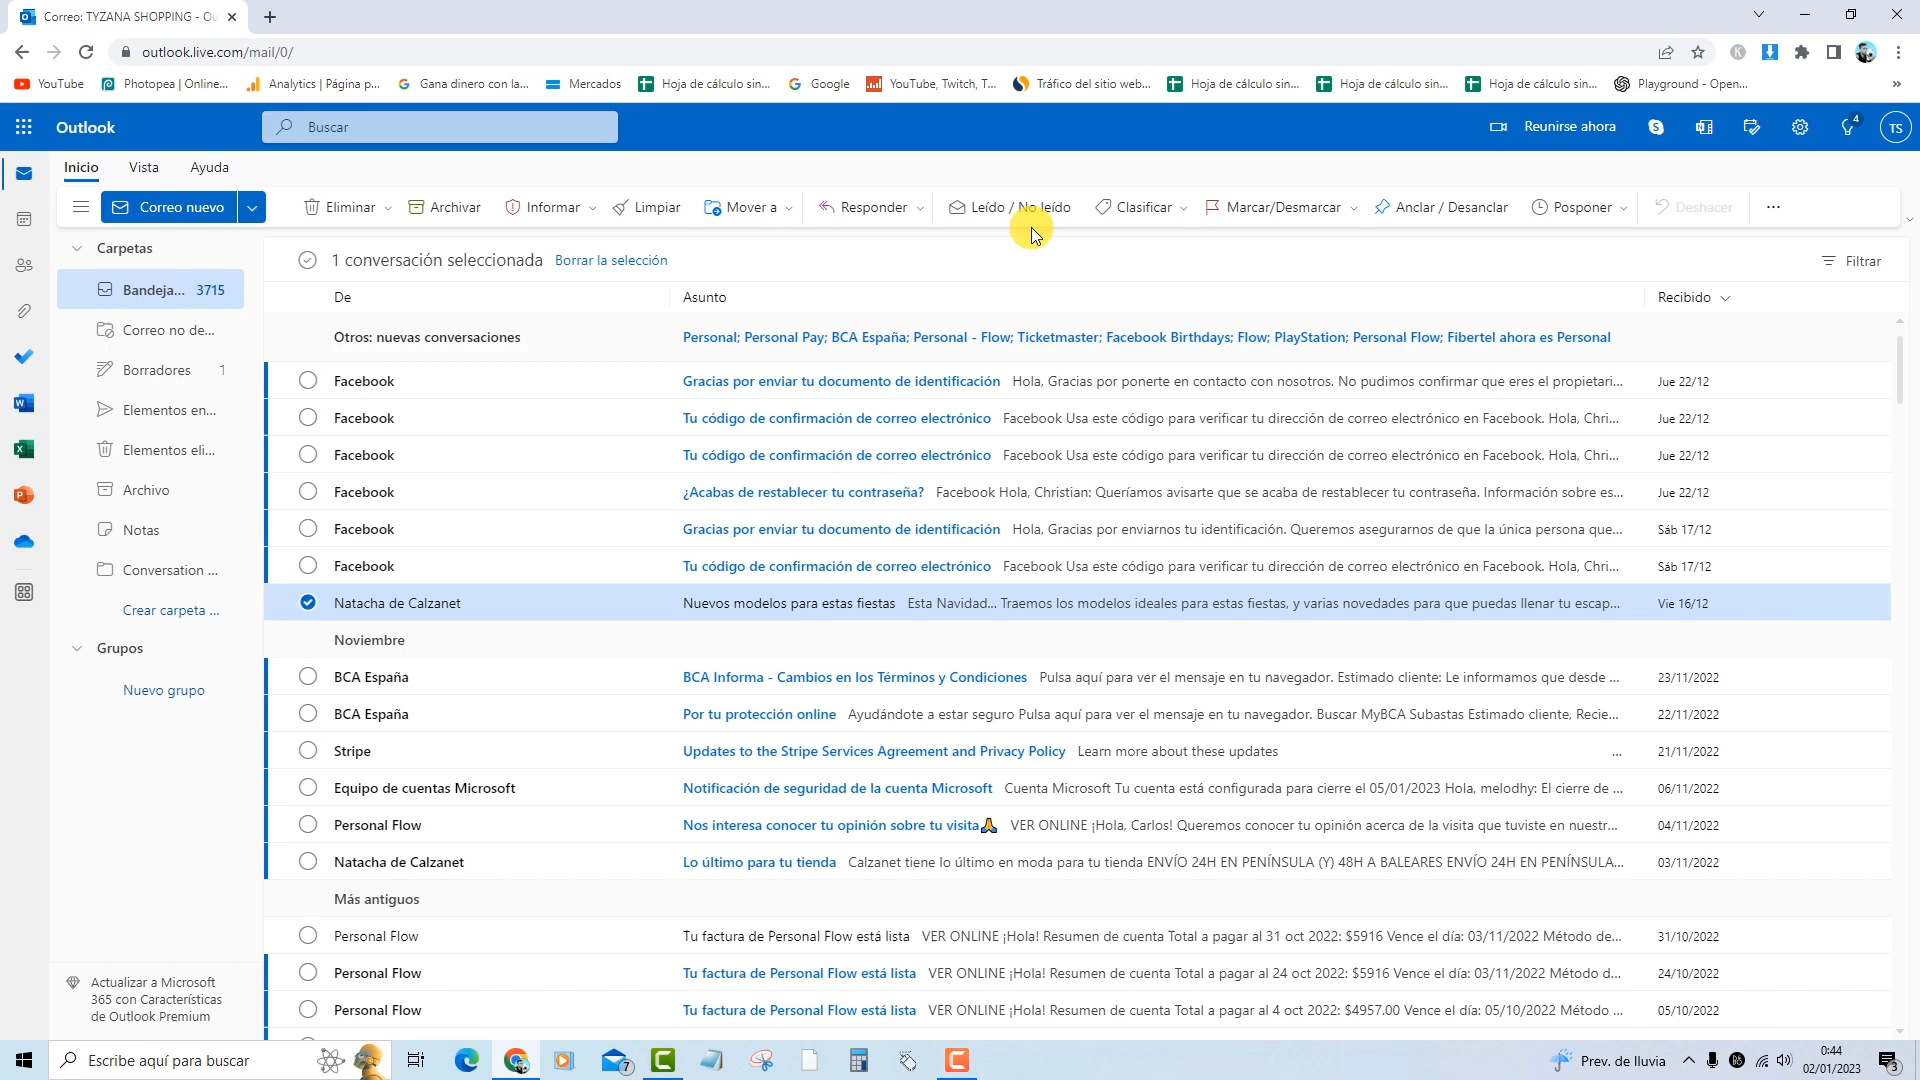 Correo: TYZANA SHOPPING - Ou
outlook.live.com/mail/0/
YouTube
Photopea | Online...
Analytics | Página p...
Gana dinero con la...
Mercados
Hoja de cálculo sin...
Google
YouTube, Twitch, T...
Tráfico del sitio web...
Hoja de cálculo sin...
Hoja de cálculo sin...
Hoja de cálculo sin...
Playground - Open...
Outlook
Buscar
Reunirse ahora
4
TS
Inicio Vista Ayuda
Correo nuevo
Eliminar
Archivar
Informar
Limpiar
Mover a
Responder
Leído / No leído
Clasificar
Marcar/Desmarcar
Anclar / Desanclar
Posponer
Deshacer
Carpetas
Bandeja... 3715
Correo no de...
Borradores 1
Elementos en...
Elementos eli...
Archivo
Notas
Conversation ...
Crear carpeta ...
Grupos
Nuevo grupo
Actualizar a Microsoft
365 con Características
de Outlook Premium
1 conversación seleccionada Borrar la selección
Filtrar
De Asunto Recibido
Otros: nuevas conversaciones Personal; Personal Pay; BCA España; Personal - Flow; Ticketmaster; Facebook Birthdays; Flow; PlayStation; Personal Flow; Fibertel ahora es Personal
Facebook Gracias por enviar tu documento de identificación Hola, Gracias por ponerte en contacto con nosotros. No pudimos confirmar que eres el propietari... Jue 22/12
Facebook Tu código de confirmación de correo electrónico Facebook Usa este código para verificar tu dirección de correo electrónico en Facebook. Hola, Chri... Jue 22/12
Facebook Tu código de confirmación de correo electrónico Facebook Usa este código para verificar tu dirección de correo electrónico en Facebook. Hola, Chri... Jue 22/12
Facebook ¿Acabas de restablecer tu contraseña? Facebook Hola, Christian: Queríamos avisarte que se acaba de restablecer tu contraseña. Información sobre es... Jue 22/12
Facebook Gracias por enviar tu documento de identificación Hola, Gracias por enviarnos tu identificación. Queremos asegurarnos de que la única persona que... Sáb 17/12
Facebook Tu código de confirmación de correo electrónico Facebook Usa este código para verificar tu dirección de correo electrónico en Facebook. Hola, Chri... Sáb 17/12
Natacha de Calzanet Nuevos modelos para estas fiestas Esta Navidad... Traemos los modelos ideales para estas fiestas, y varias novedades para que puedas llenar tu escap... Vie 16/12
Noviembre
BCA España BCA Informa - Cambios en los Términos y Condiciones Pulsa aquí para ver el mensaje en tu navegador. Estimado cliente: Le informamos que desde ... 23/11/2022
BCA España Por tu protección online Ayudándote a estar seguro Pulsa aquí para ver el mensaje en tu navegador. Buscar MyBCA Subastas Estimado cliente, Recie... 22/11/2022
Stripe Updates to the Stripe Services Agreement and Privacy Policy Learn more about these updates ... 21/11/2022
Equipo de cuentas Microsoft Notificación de seguridad de la cuenta Microsoft Cuenta Microsoft Tu cuenta está configurada para cierre el 05/01/2023 Hola, melodhy: El cierre de ... 06/11/2022
Personal Flow Nos interesa conocer tu opinión sobre tu visita🙏 VER ONLINE ¡Hola, Carlos! Queremos conocer tu opinión acerca de la visita que tuviste en nuestr... 04/11/2022
Natacha de Calzanet Lo último para tu tienda Calzanet tiene lo último en moda para tu tienda ENVÍO 24H EN PENÍNSULA (Y) 48H A BALEARES ENVÍO 24H EN PENÍNSULA... 03/11/2022
Más antiguos
Personal Flow Tu factura de Personal Flow está lista VER ONLINE ¡Hola! Resumen de cuenta Total a pagar al 31 oct 2022: $5916 Vence el día: 03/11/2022 Método de... 31/10/2022
Personal Flow Tu factura de Personal Flow está lista VER ONLINE ¡Hola! Resumen de cuenta Total a pagar al 24 oct 2022: $5916 Vence el día: 03/11/2022 Método d... 24/10/2022
Personal Flow Tu factura de Personal Flow está lista VER ONLINE ¡Hola! Resumen de cuenta Total a pagar al 4 oct 2022: $4957.00 Vence el día: 05/10/2022 Método ... 05/10/2022
Escribe aquí para buscar
7
Prev. de lluvia
0:44
02/01/2023
3